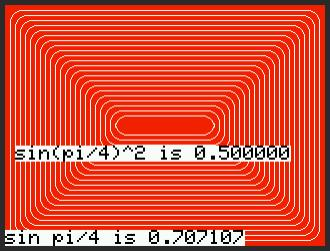 sin(pi/4)^2 is 0.500000
sin pi/4 is 0.707107